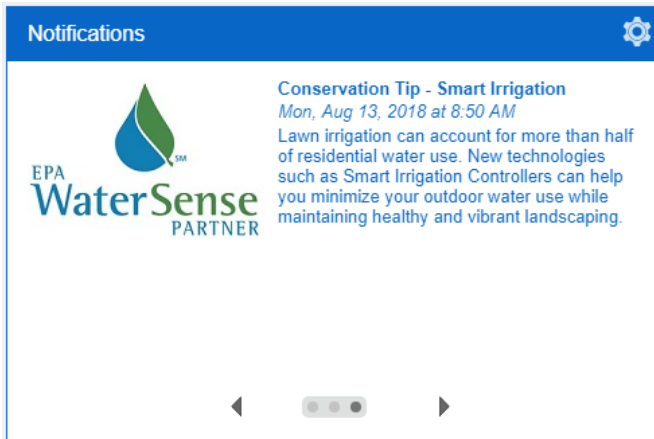 Notifications
Conservation Tip - Smart Irrigation
Mon, Aug 13, 2018 at 8:50 AM
Lawn irrigation can account for more than half
of residential water use. New technologies
such as Smart Irrigation Controllers can help
you minimize your outdoor water use while
maintaining healthy and vibrant landscaping.
SM
EPA
WaterSense
PARTNER